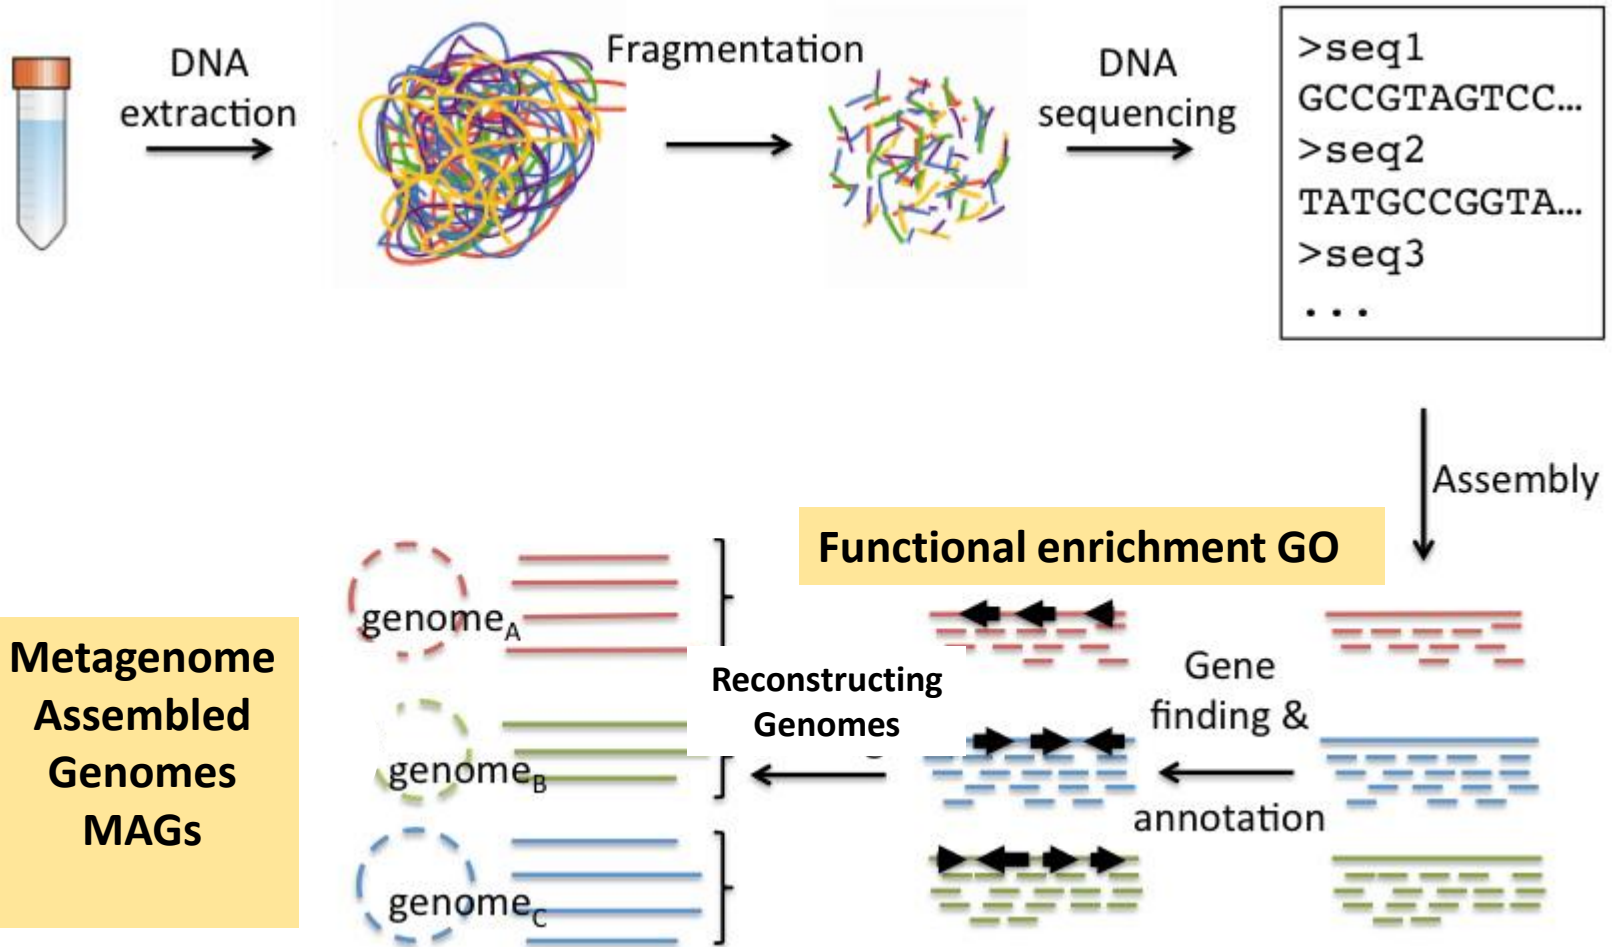 DNA
extraction
Fragmentation
DNA
sequencing
>seq1
GCCGTAGTCC...
>seq2
TATGCCGGTA...
>seq3
...
Assembly
Functional enrichment GO
Gene
finding &
annotation
Reconstructing
Genomes
genomeA
genomeB
genomeC
Metagenome
Assembled
Genomes
MAGs